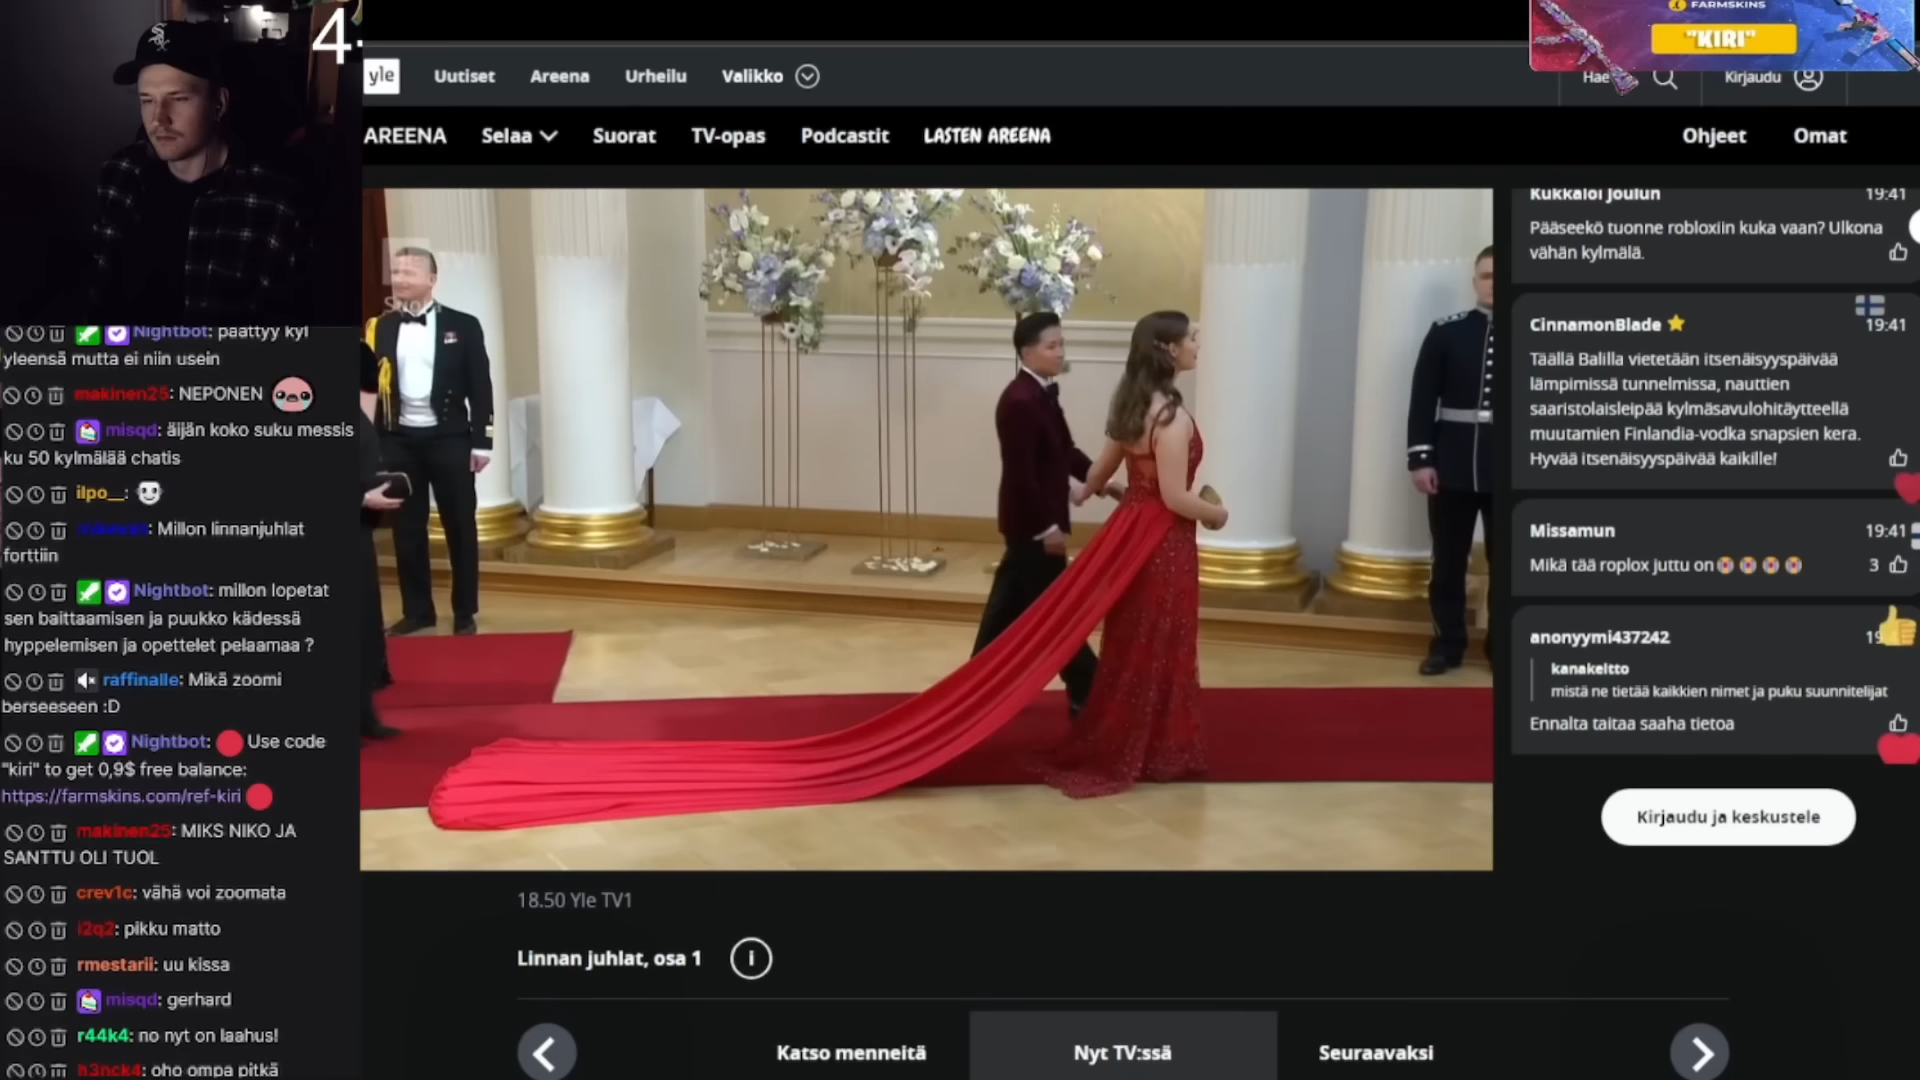 4
FARMSKINS
"KIRI"
yle
Uutiset
Areena
Urheilu
Valikko
Hae
Kirjaudu
AREENA
Selaa
Suorat
TV-opas
Podcastit
LASTEN AREENA
Ohjeet
Omat
Nightbot: päättyy kyl
yleensä mutta ei niin usein
makinen25: NEPONEN
misqd: äijän koko suku messis
ku 50 kylmälää chatis
ilpo__:
: Millon linnanjuhlat
forttiin
Nightbot: millon lopetat
sen baittaamisen ja puukko kädessä
hyppelemisen ja opettelet pelaamaa ?
raffinalle: Mikä zoomi
berseeseen :D
Nightbot: Use code
"kiri" to get 0,9$ free balance:
https://farmskins.com/ref-kiri
makinen25: MIKS NIKO JA
SANTTU OLI TUOL
crev1c: vähä voi zoomata
i2q2: pikku matto
rmestarii: uu kissa
misqd: gerhard
r44k4: no nyt on laahus!
h3nck4: oho ompa pitkä
Kukkaloi Joulun 19:41
Pääseekö tuonne robloxiin kuka vaan? Ulkona
vähän kylmälä.
CinnamonBlade 19:41
Täällä Balilla vietetään itsenäisyyspäivää
lämpimissä tunnelmissa, nauttien
saaristolaisleipää kylmäsavulohitäytteellä
muutamien Finlandia-vodka snapsien kera.
Hyvää itsenäisyyspäivää kaikille!
Missamun 19:41
Mikä tää roplox juttu on 3
anonyymi437242
kanakeitto
mistä ne tietää kaikkien nimet ja puku suunnitelijat
Ennalta taitaa saaha tietoa
Kirjaudu ja keskustele
18.50 Yle TV1
Linnan juhlat, osa 1
i
Katso menneitä
Nyt TV:ssä
Seuraavaksi